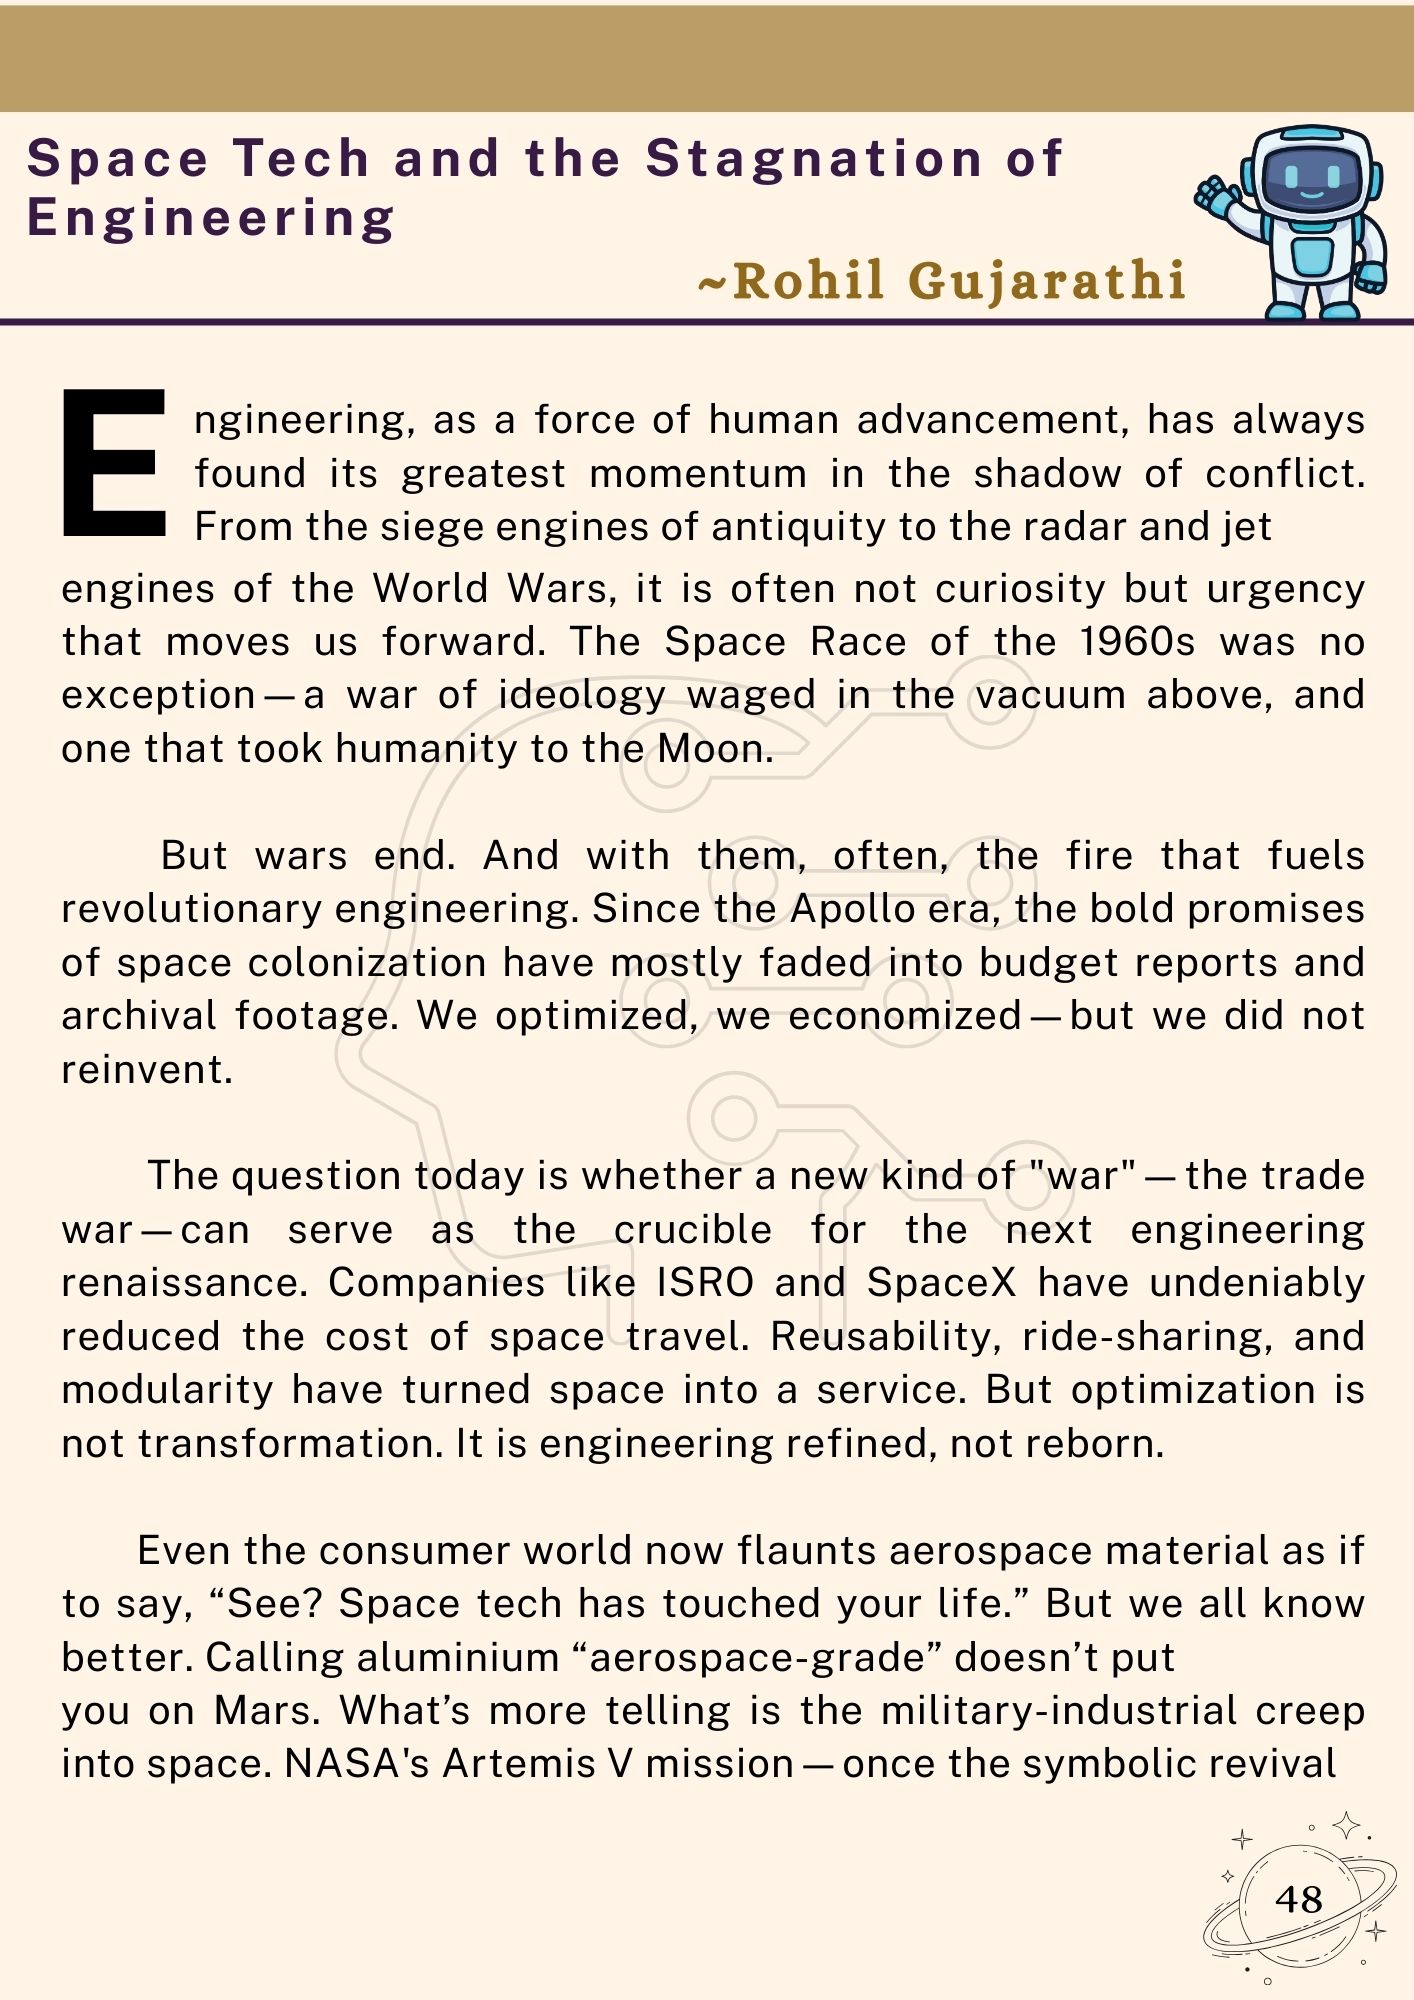 Space Tech and the Stagnation of
Engineering
~Rohil Gujarathi
Engineering, as a force of human advancement, has always
found its greatest momentum in the shadow of conflict.
From the siege engines of antiquity to the radar and jet
engines of the World Wars, it is often not curiosity but urgency
that moves us forward. The Space Race of the 1960s was no
exception—a war of ideology waged in the vacuum above, and
one that took humanity to the Moon.
But wars end. And with them, often, the fire that fuels
revolutionary engineering. Since the Apollo era, the bold promises
of space colonization have mostly faded into budget reports and
archival footage. We optimized, we economized—but we did not
reinvent.
The question today is whether a new kind of "war"—the trade
war—can serve as the crucible for the next engineering
renaissance. Companies like ISRO and SpaceX have undeniably
reduced the cost of space travel. Reusability, ride-sharing, and
modularity have turned space into a service. But optimization is
not transformation. It is engineering refined, not reborn.
Even the consumer world now flaunts aerospace material as if
to say, “See? Space tech has touched your life.” But we all know
better. Calling aluminium “aerospace-grade” doesn’t put
you on Mars. What’s more telling is the military-industrial creep
into space. NASA's Artemis V mission—once the symbolic revival
48